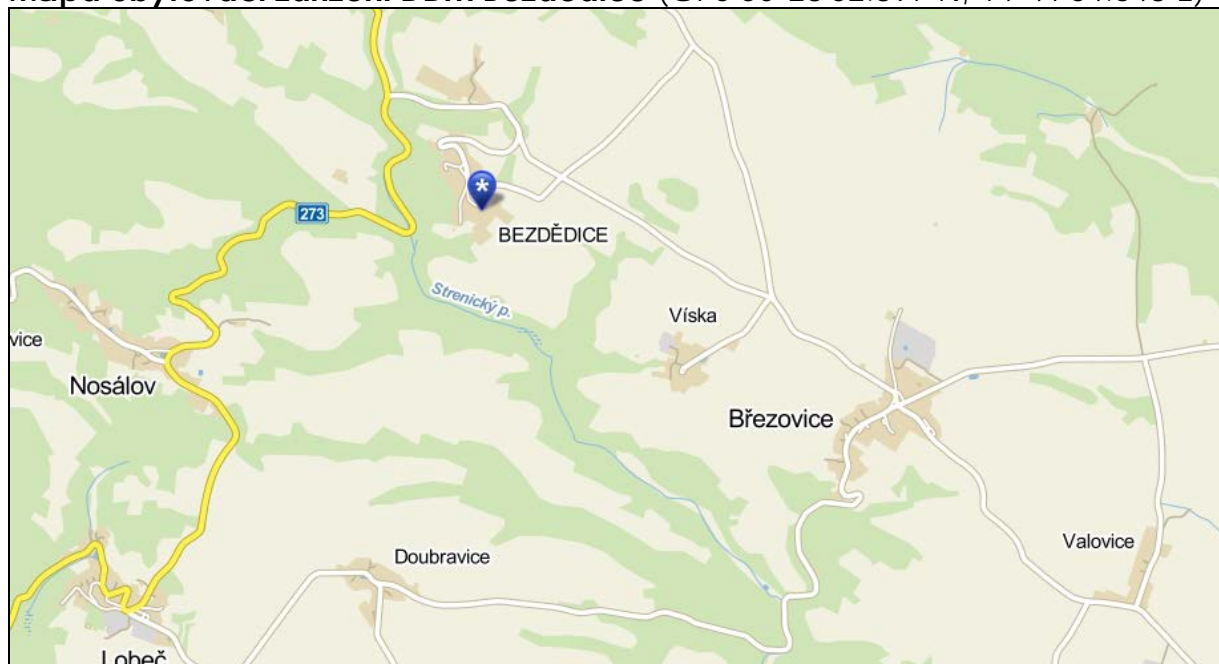 273
BEZDĚDICE
Strenický p.
Víska
vice
Nosálov
Březovice
Doubravice
Valovice
Lobeč